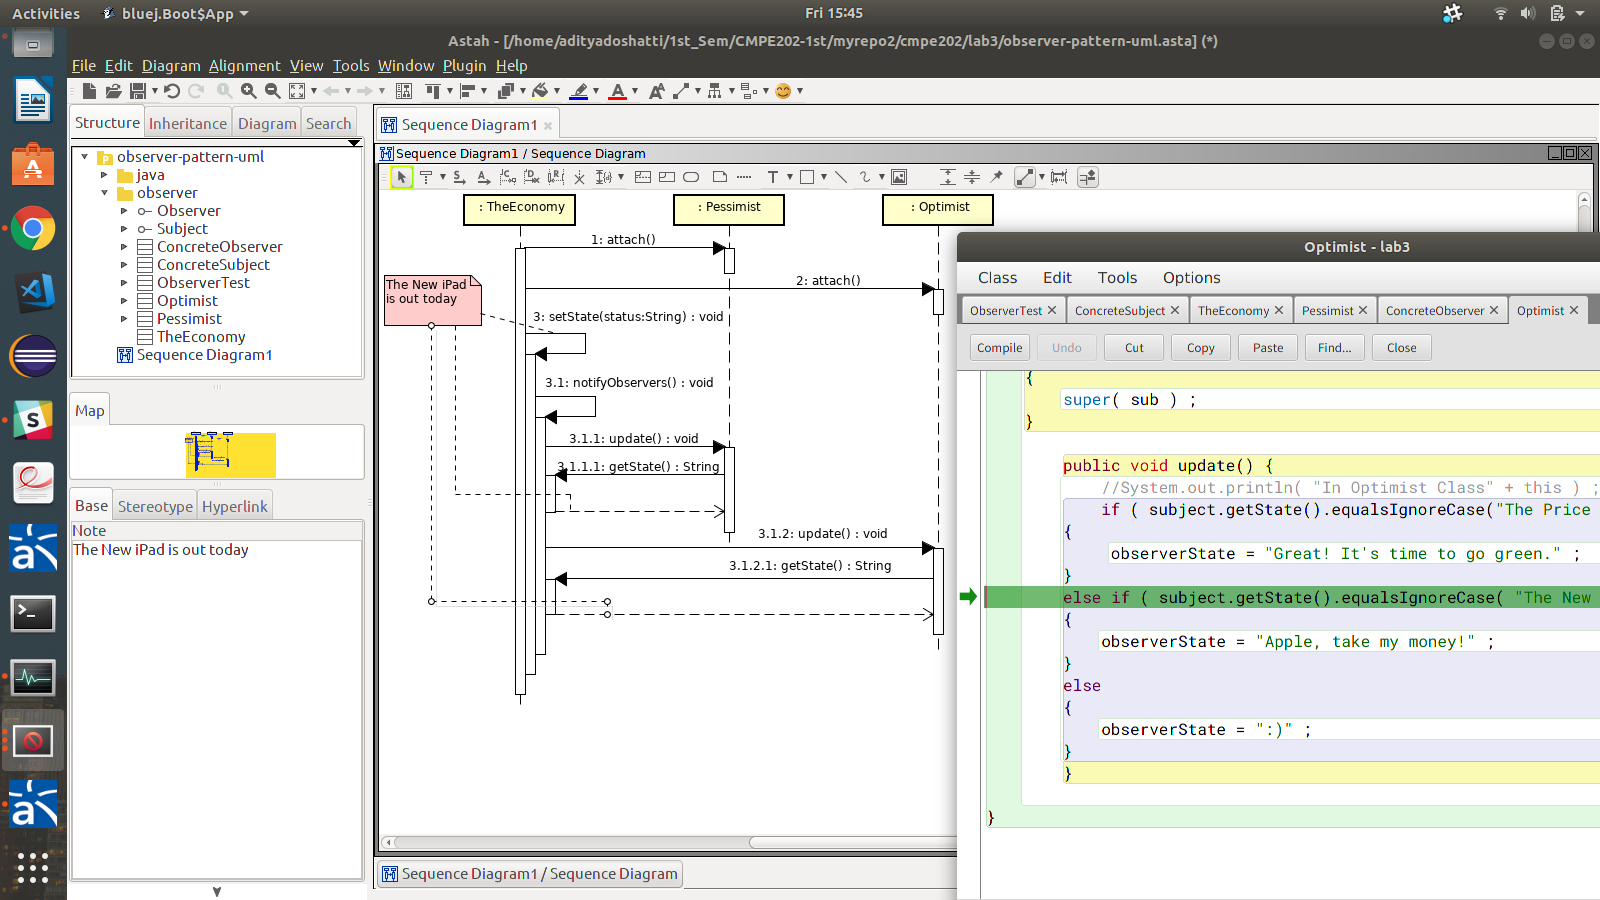 Activities
bluej.Boot$App
Fri 15:45
Astah - [/home/adityadoshatti/1st_Sem/CMPE202-1st/myrepo2/cmpe202/lab3/observer-pattern-uml.asta] (*)
File Edit Diagram Alignment View Tools Window Plugin Help
Structure Inheritance Diagram Search
observer-pattern-uml
java
observer
Observer
Subject
ConcreteObserver
ConcreteSubject
ObserverTest
Optimist
Pessimist
TheEconomy
Sequence Diagram1
Map
Base Stereotype Hyperlink
Note
The New iPad is out today
Sequence Diagram1
Sequence Diagram1 / Sequence Diagram
: TheEconomy
: Pessimist
: Optimist
1: attach()
2: attach()
The New iPad
is out today
3: setState(status:String) : void
3.1: notifyObservers() : void
3.1.1: update() : void
3.1.1.1: getState() : String
3.1.2: update() : void
3.1.2.1: getState() : String
Sequence Diagram1 / Sequence Diagram
Optimist - lab3
Class Edit Tools Options
ObserverTest ConcreteSubject TheEconomy Pessimist ConcreteObserver Optimist
Compile Undo Cut Copy Paste Find... Close
{
super( sub ) ;
}
public void update() {
//System.out.println( "In Optimist Class" + this ) ;
if ( subject.getState().equalsIgnoreCase("The Price
{
observerState = "Great! It's time to go green." ;
}
else if ( subject.getState().equalsIgnoreCase( "The New
{
observerState = "Apple, take my money!" ;
}
else
{
observerState = ":)" ;
}
}
}